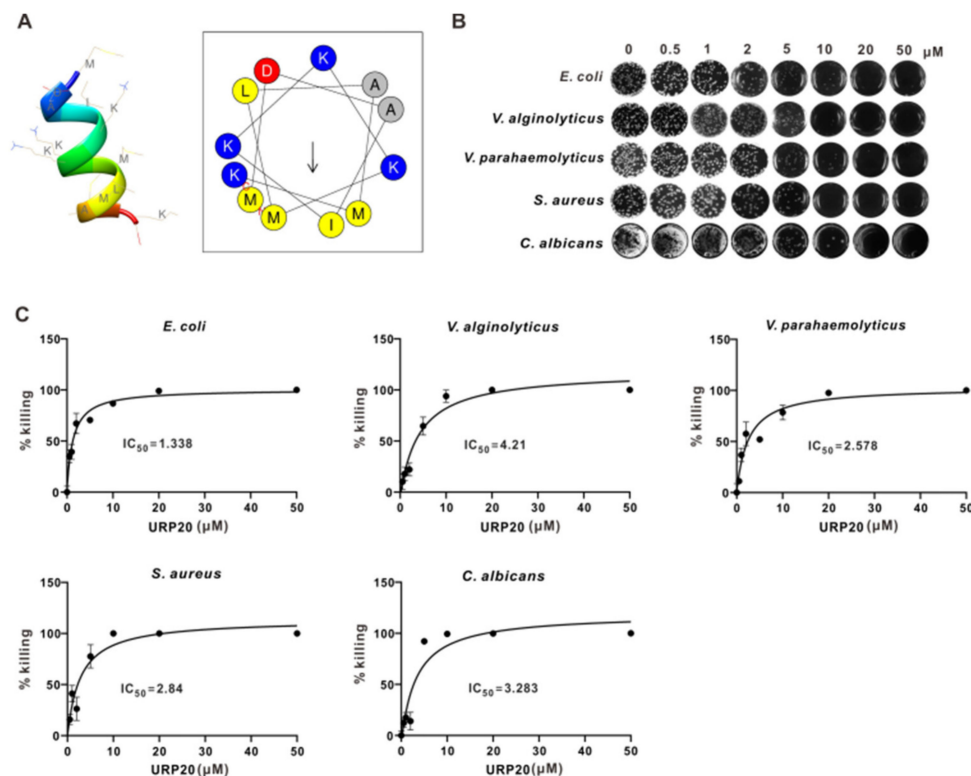 A
M
L
K
K K
M
L
A M
K
D
K
L
A
A
K
K
K
M
M
I
M
B
0 0.5 1 2 5 10 20 50 µM
E. coli
V. alginolyticus
V. parahaemolyticus
S. aureus
C. albicans
C
E. coli
% killing
150
100
50
0
IC50=1.338
0 10 20 30 40 50
URP20 (µM)
V. alginolyticus
% killing
150
100
50
0
IC50=4.21
0 10 20 30 40 50
URP20 (µM)
V. parahaemolyticus
% killing
150
100
50
0
IC50=2.578
0 10 20 30 40 50
URP20 (µM)
S. aureus
% killing
150
100
50
0
IC50=2.84
0 10 20 30 40 50
URP20 (µM)
C. albicans
% killing
150
100
50
0
IC50=3.283
0 10 20 30 40 50
URP20 (µM)